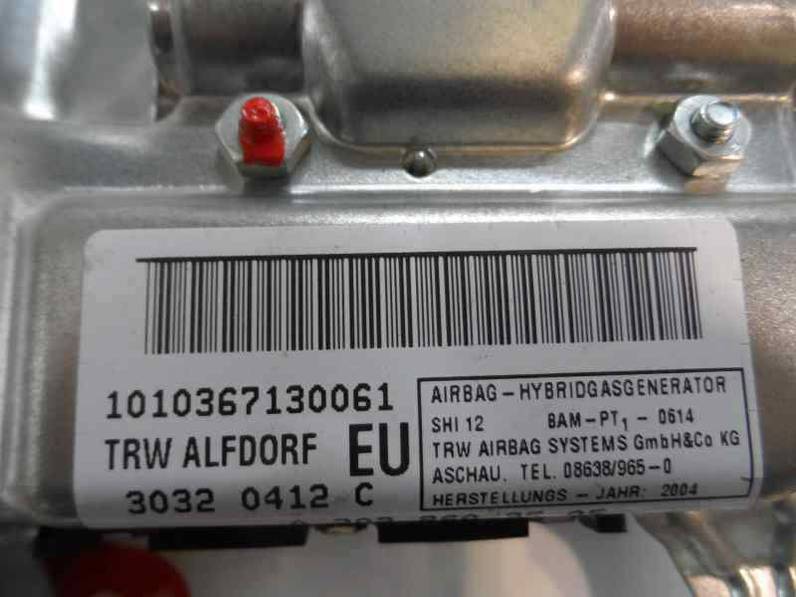 1010367130061
TRW ALFDORF
EU
3032 0412 C
AIRBAG - HYBRIDGASGENERATOR
SHI 12 BAM-PT1 - 0614
TRW AIRBAG SYSTEMS GmbH&Co KG
ASCHAU. TEL. 08638/965-0
HERSTELLUNGS - JAHR: 2004